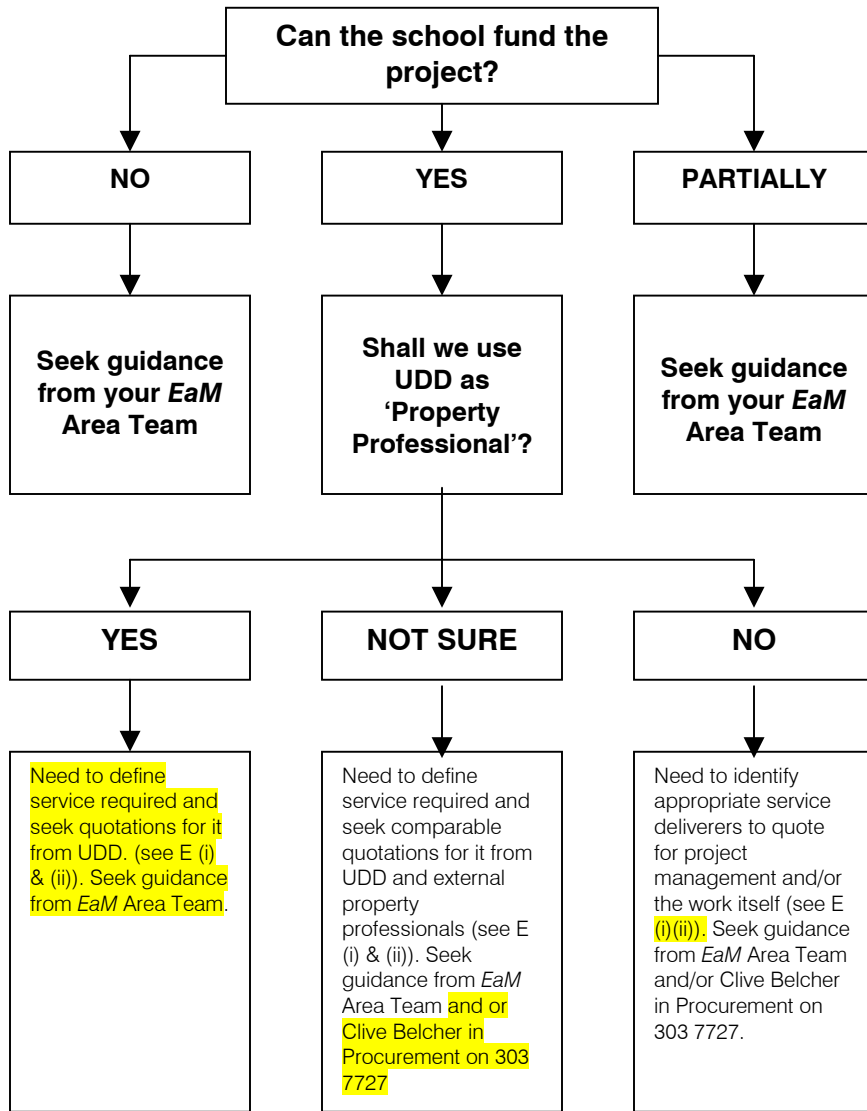 Can the school fund the
project?
NO
YES
PARTIALLY
Seek guidance
from your EaM
Area Team
Shall we use
UDD as
‘Property
Professional’?
Seek guidance
from your EaM
Area Team
YES
NOT SURE
NO
Need to define
service required and
seek quotations for it
from UDD. (see E (i)
& (ii)). Seek guidance
from EaM Area Team.
Need to define
service required and
seek comparable
quotations for it from
UDD and external
property
professionals (see E
(i) & (ii)). Seek
guidance from EaM
Area Team and or
Clive Belcher in
Procurement on 303
7727
Need to identify
appropriate service
deliverers to quote
for project
management and/or
the work itself (see E
(i)(ii)). Seek guidance
from EaM Area Team
and/or Clive Belcher
in Procurement on
303 7727.